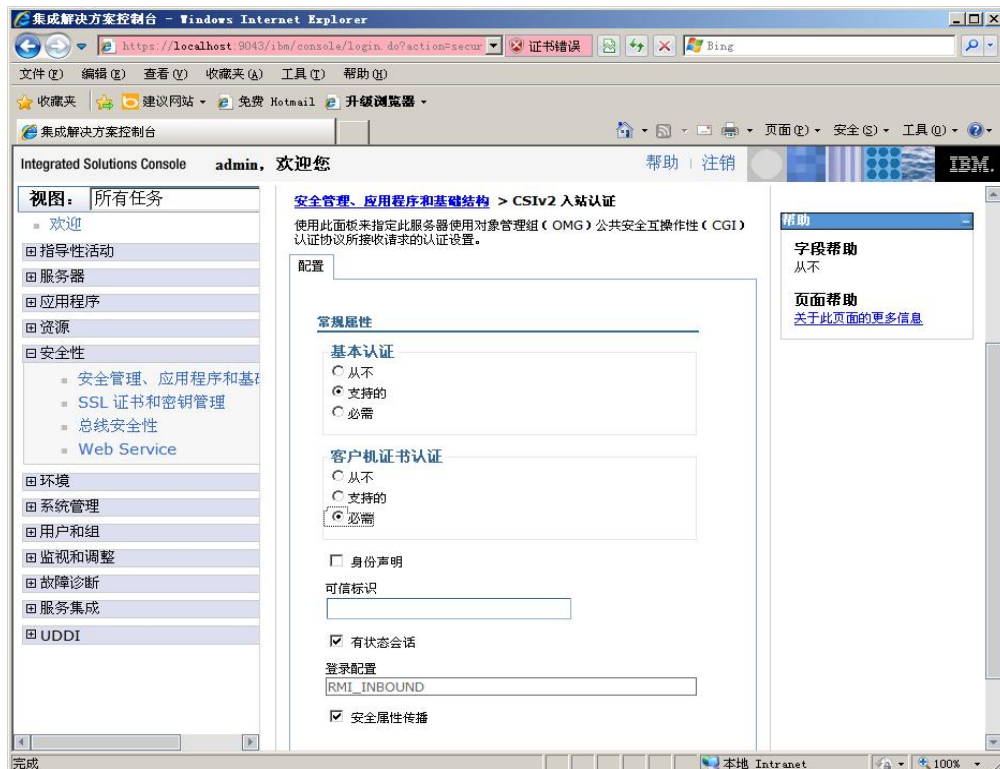 集成解决方案控制台 - Windows Internet Explorer
https://localhost:9043/ibm/console/login.do?action=secur
证书错误
Bing
文件(F) 编辑(E) 查看(V) 收藏夹(A) 工具(T) 帮助(H)
收藏夹 建议网站 免费 Hotmail 升级浏览器
集成解决方案控制台
页面(P) 安全(S) 工具(O)
Integrated Solutions Console admin，欢迎您
帮助 | 注销
IBM.
视图： 所有任务
欢迎
指导性活动
服务器
应用程序
资源
安全性
安全管理、应用程序和基础
SSL 证书和密钥管理
总线安全性
Web Service
环境
系统管理
用户和组
监视和调整
故障诊断
服务集成
UDDI
安全管理、应用程序和基础结构 > CSIv2 入站认证
使用此面板来指定此服务器使用对象管理组（OMG）公共安全互操作性（CGI）
认证协议所接收请求的认证设置。
配置
常规属性
基本认证
从不
支持的
必需
客户机证书认证
从不
支持的
必需
身份声明
可信标识
有状态会话
登录配置
RMI_INBOUND
安全属性传播
帮助
字段帮助
从不
页面帮助
关于此页面的更多信息
完成
本地 Intranet
100%